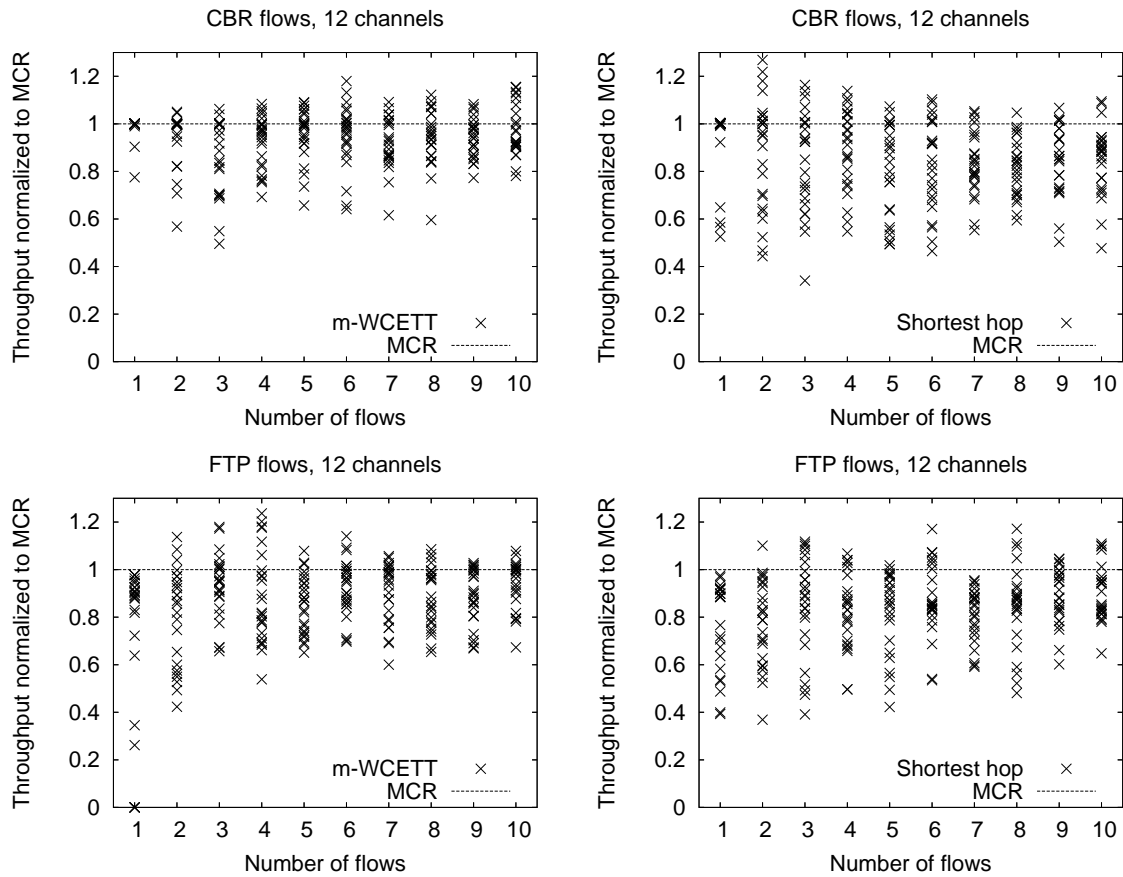 CBR flows, 12 channels
Throughput normalized to MCR
1.2
1
0.8
0.6
0.4
0.2
0
m-WCETT
MCR
1 2 3 4 5 6 7 8 9 10
Number of flows
CBR flows, 12 channels
Throughput normalized to MCR
1.2
1
0.8
0.6
0.4
0.2
0
Shortest hop
MCR
1 2 3 4 5 6 7 8 9 10
Number of flows
FTP flows, 12 channels
Throughput normalized to MCR
1.2
1
0.8
0.6
0.4
0.2
0
m-WCETT
MCR
1 2 3 4 5 6 7 8 9 10
Number of flows
FTP flows, 12 channels
Throughput normalized to MCR
1.2
1
0.8
0.6
0.4
0.2
0
Shortest hop
MCR
1 2 3 4 5 6 7 8 9 10
Number of flows